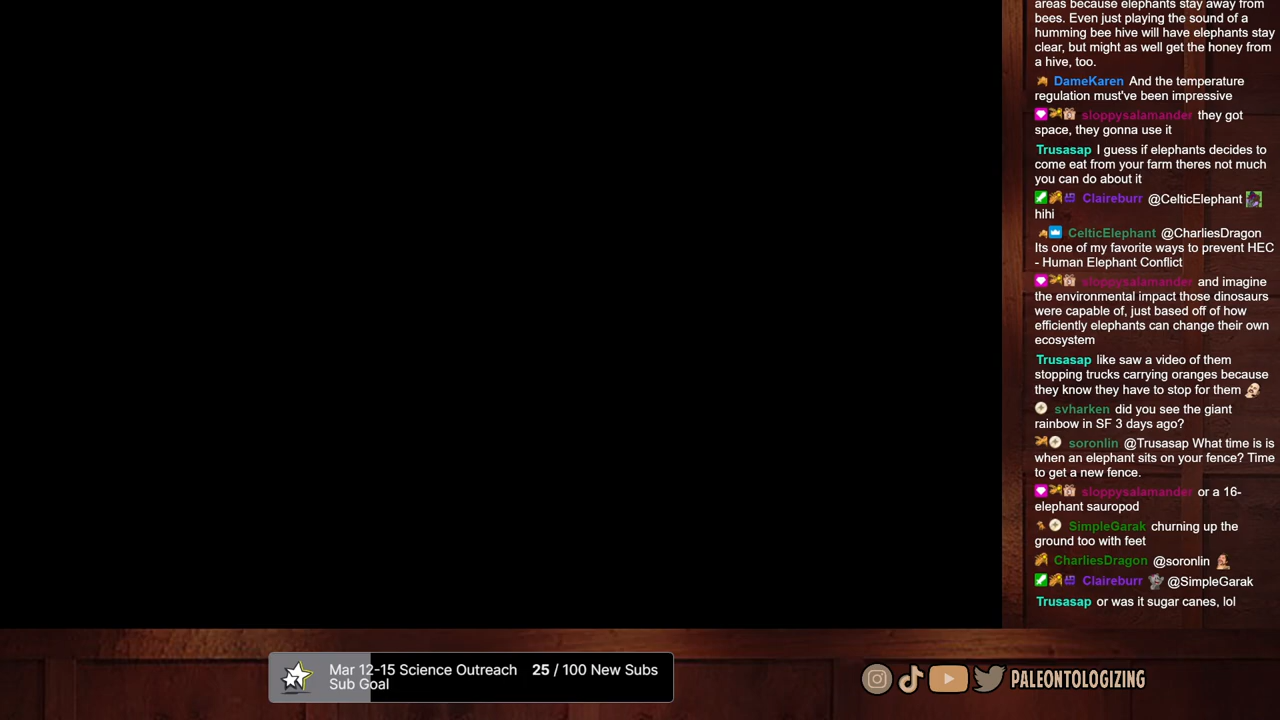 areas because elephants stay away from
bees. Even just playing the sound of a
humming bee hive will have elephants stay
clear, but might as well get the honey from
a hive, too.
DameKaren And the temperature
regulation must've been impressive
sloppysalamander they got
space, they gonna use it
Trusasap I guess if elephants decides to
come eat from your farm theres not much
you can do about it
Claireburr @CelticElephant
hihi
CelticElephant @CharliesDragon
Its one of my favorite ways to prevent HEC
- Human Elephant Conflict
sloppysalamander and imagine
the environmental impact those dinosaurs
were capable of, just based off of how
efficiently elephants can change their own
ecosystem
Trusasap like saw a video of them
stopping trucks carrying oranges because
they know they have to stop for them
svharken did you see the giant
rainbow in SF 3 days ago?
soronlin @Trusasap What time is is
when an elephant sits on your fence? Time
to get a new fence.
sloppysalamander or a 16-
elephant sauropod
SimpleGarak churning up the
ground too with feet
CharliesDragon @soronlin
Claireburr @SimpleGarak
Trusasap or was it sugar canes, lol
Mar 12-15 Science Outreach 25 / 100 New Subs
Sub Goal
PALEONTOLOGIZING